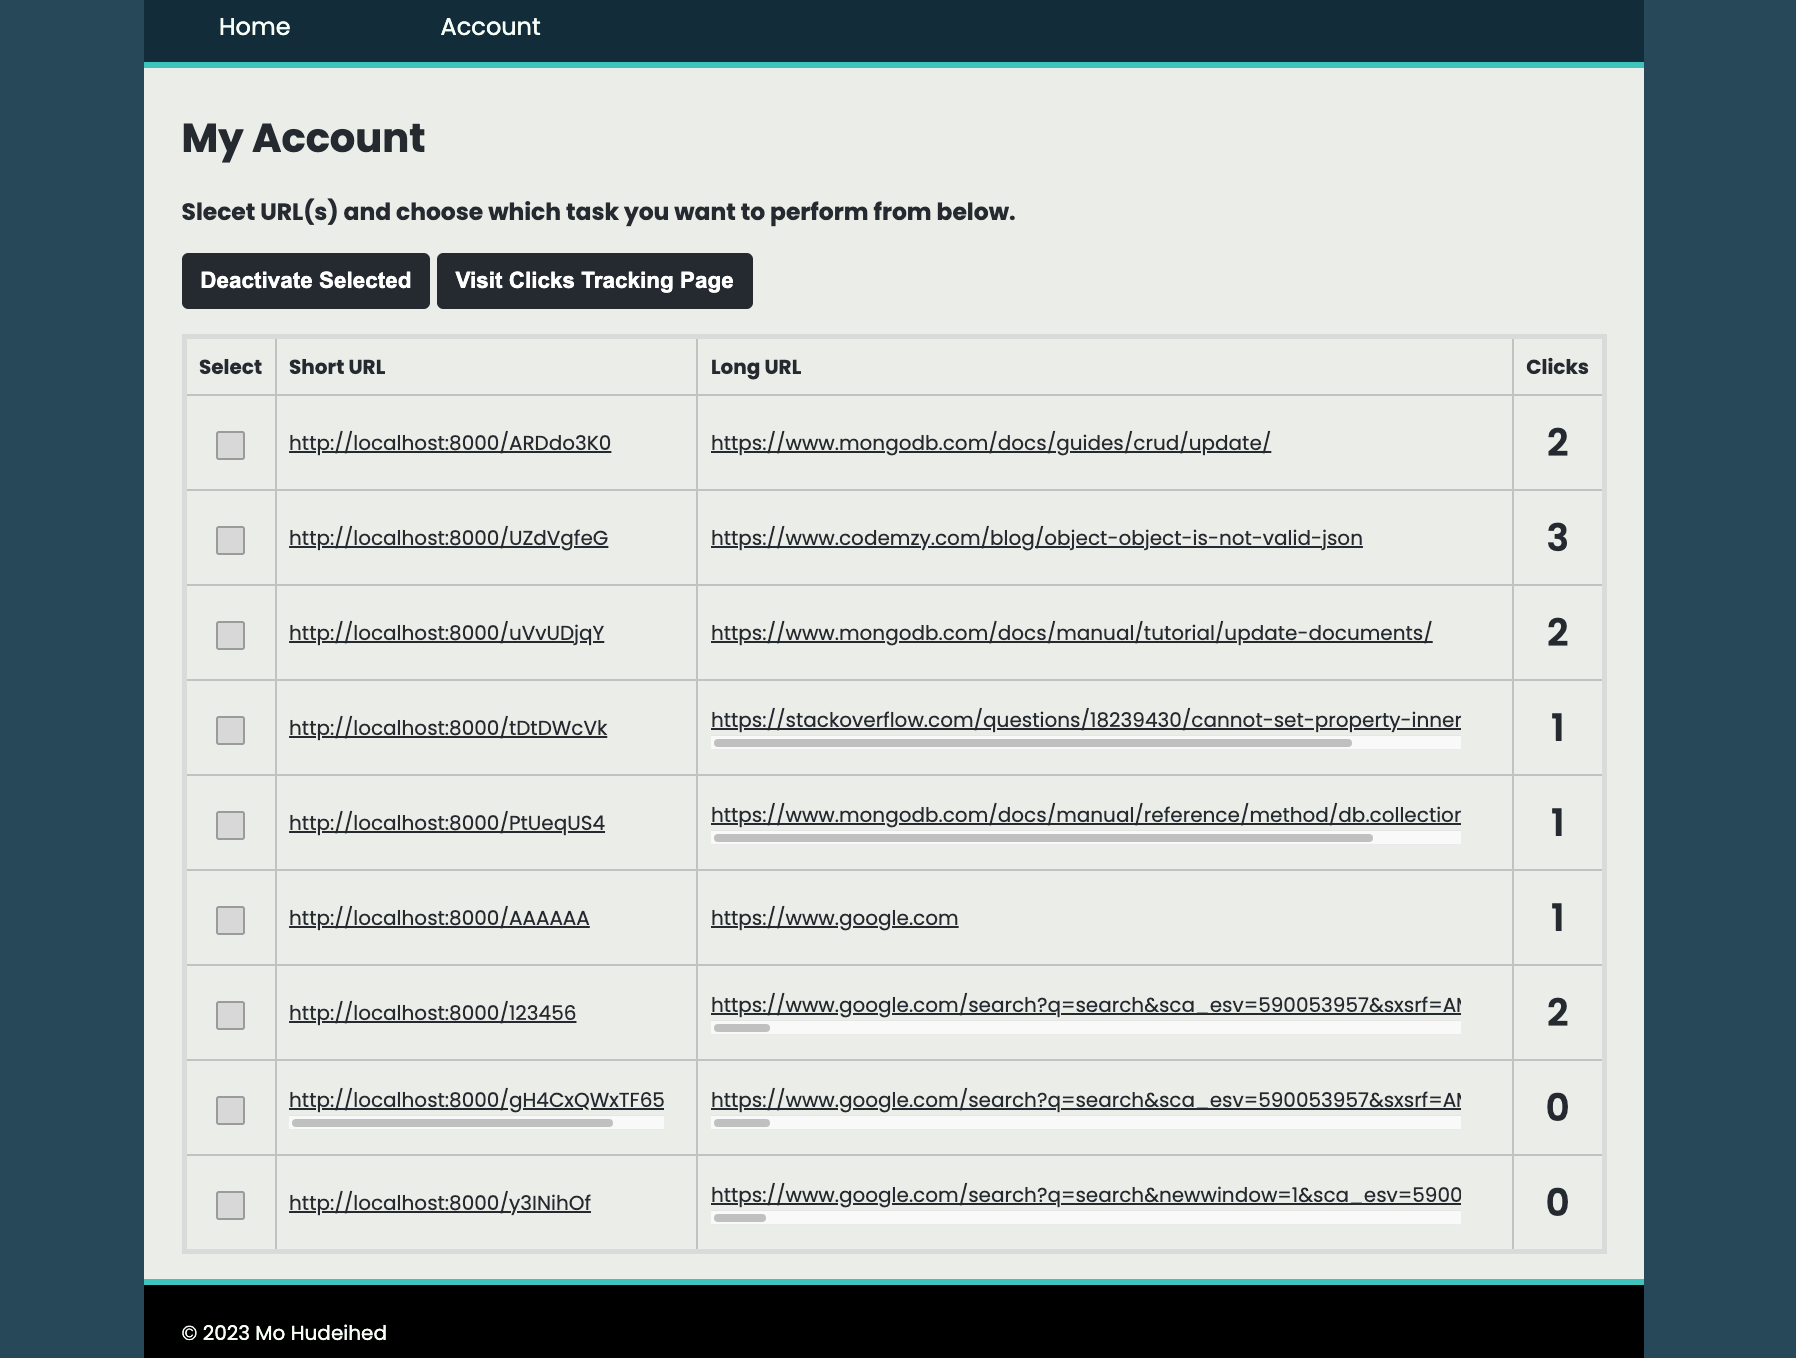 Home Account
My Account
Slecet URL(s) and choose which task you want to perform from below.
Deactivate Selected Visit Clicks Tracking Page
Select Short URL Long URL Clicks
http://localhost:8000/ARDdo3K0 https://www.mongodb.com/docs/guides/crud/update/ 2
http://localhost:8000/UZdVgfeG https://www.codemzy.com/blog/object-object-is-not-valid-json 3
http://localhost:8000/uVvUDjqY https://www.mongodb.com/docs/manual/tutorial/update-documents/ 2
http://localhost:8000/tDtDWcVk https://stackoverflow.com/questions/18239430/cannot-set-property-inner 1
http://localhost:8000/PtUeqUS4 https://www.mongodb.com/docs/manual/reference/method/db.collection 1
http://localhost:8000/AAAAAA https://www.google.com 1
http://localhost:8000/123456 https://www.google.com/search?q=search&sca_esv=590053957&sxsrf=AM 2
http://localhost:8000/gH4CxQWxTF65 https://www.google.com/search?q=search&sca_esv=590053957&sxsrf=AM 0
http://localhost:8000/y3INihOf https://www.google.com/search?q=search&newwindow=1&sca_esv=5900 0
© 2023 Mo Hudeihed